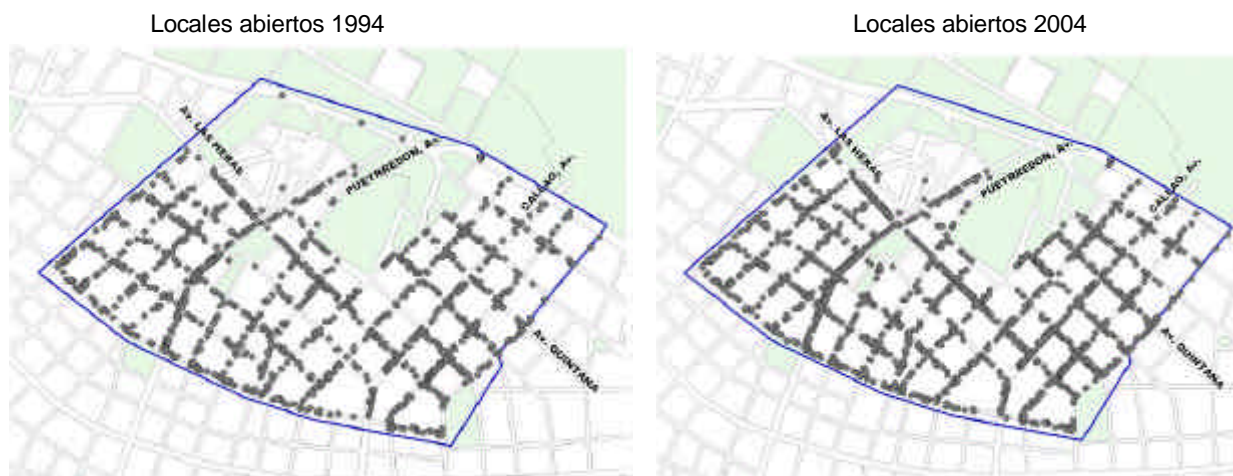 Locales abiertos 1994
Locales abiertos 2004
Av. LAS HERAS
PUEYRREDON, Av.
CALLAO, Av.
Av. QUINTANA
Av. LAS HERAS
PUEYRREDON, Av.
CALLAO, Av.
Av. QUINTANA